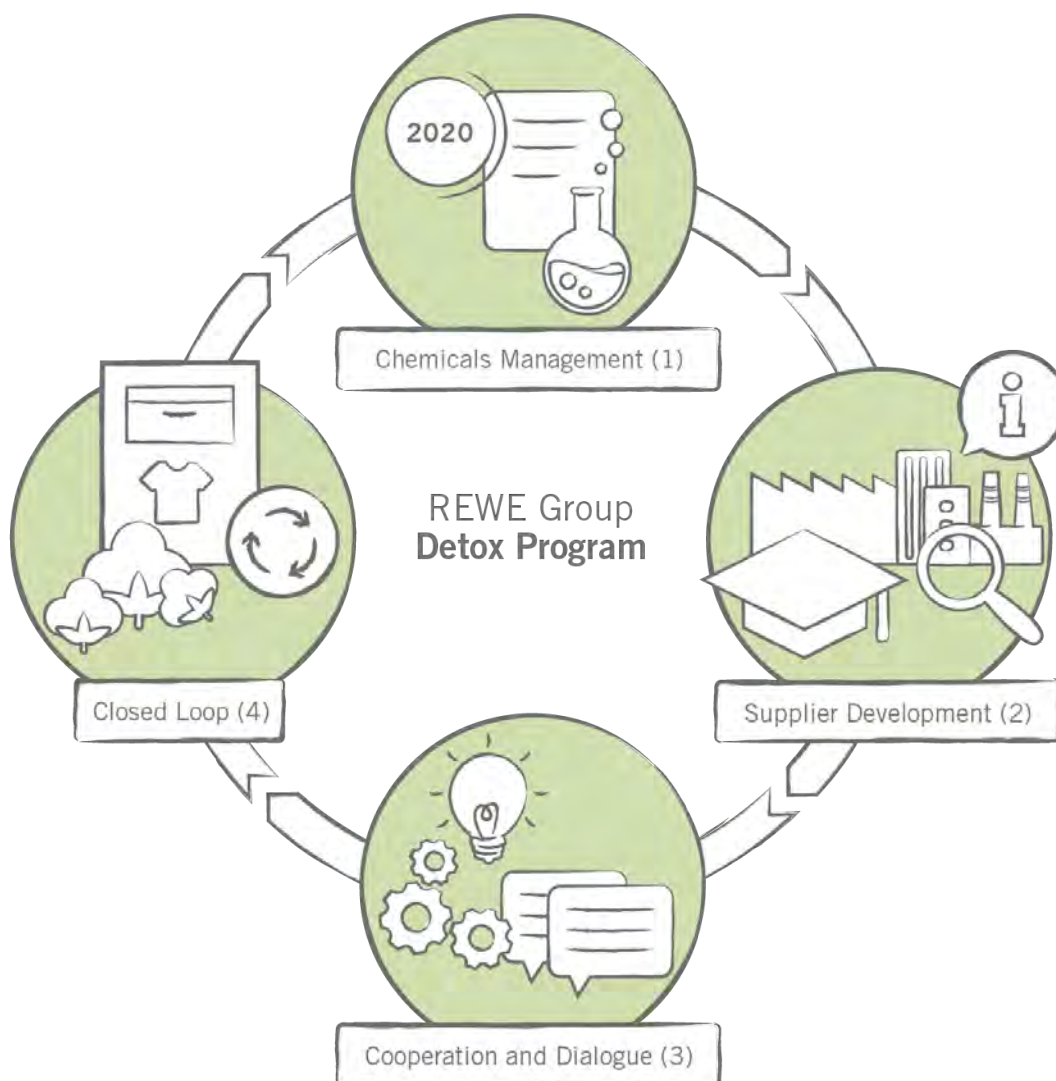 2020
Chemicals Management (1)
i
REWE Group
Detox Program
Closed Loop (4)
Supplier Development (2)
Cooperation and Dialogue (3)